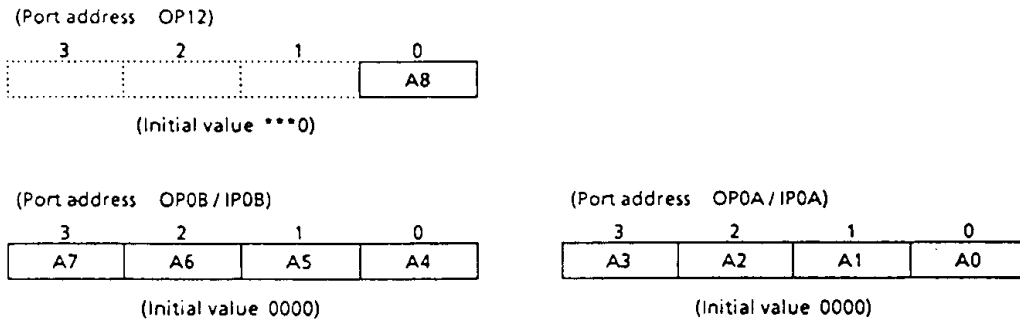 (Port address OP12)
3 2 1 0
A8
(Initial value ***0)
(Port address OP0B / IP0B) (Port address OP0A / IP0A)
3 2 1 0 3 2 1 0
A7 A6 A5 A4 A3 A2 A1 A0
(Initial value 0000) (Initial value 0000)